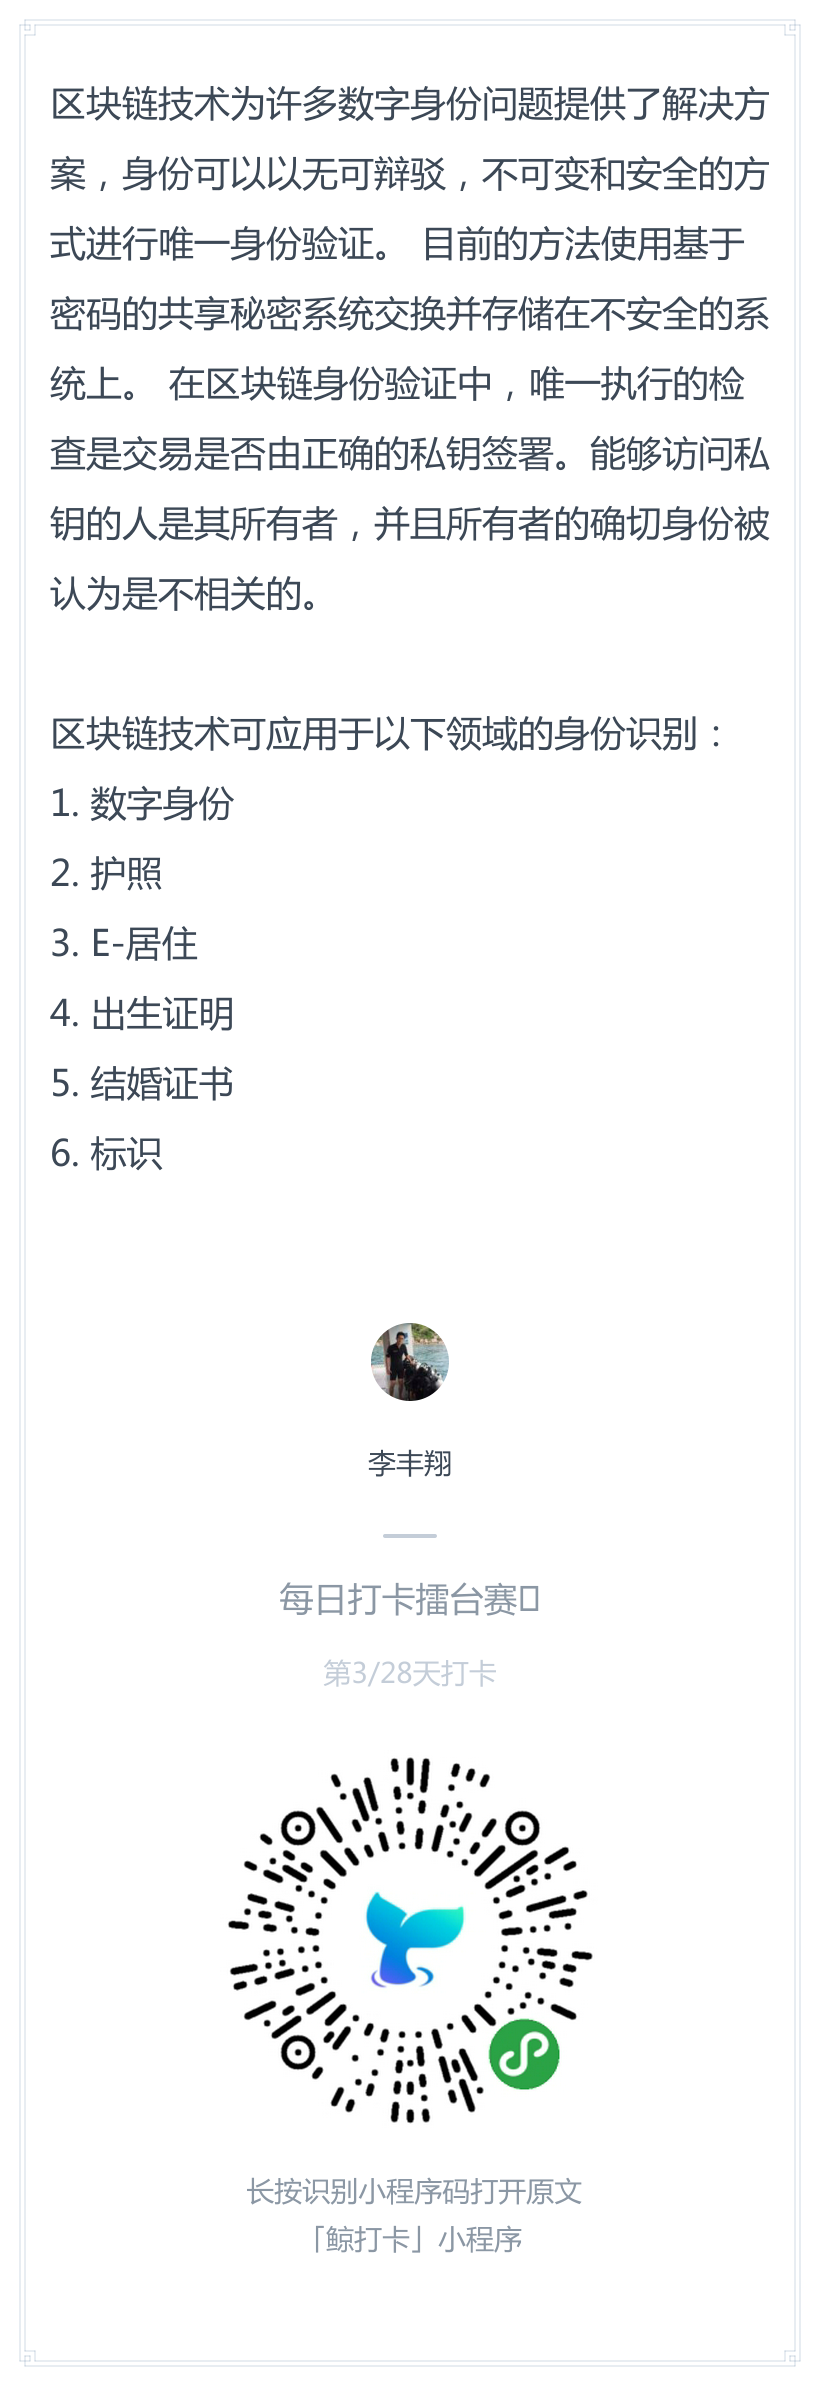 区块链技术为许多数字身份问题提供了解决方
案，身份可以以无可辩驳，不可变和安全的方
式进行唯一身份验证。 目前的方法使用基于
密码的共享秘密系统交换并存储在不安全的系
统上。 在区块链身份验证中，唯一执行的检
查是交易是否由正确的私钥签署。能够访问私
钥的人是其所有者，并且所有者的确切身份被
认为是不相关的。
区块链技术可应用于以下领域的身份识别：
1. 数字身份
2. 护照
3. E-居住
4. 出生证明
5. 结婚证书
6. 标识
李丰翔
每日打卡擂台赛
第3/28天打卡
长按识别小程序码打开原文
「鲸打卡」小程序